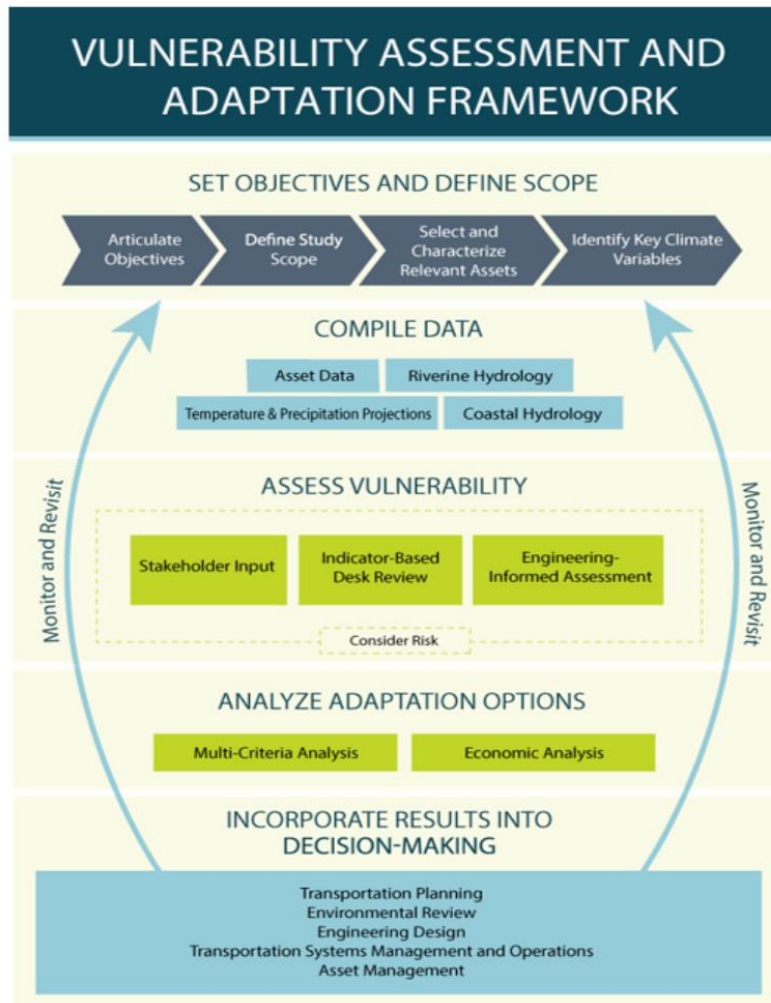 VULNERABILITY ASSESSMENT AND
ADAPTATION FRAMEWORK
SET OBJECTIVES AND DEFINE SCOPE
Articulate
Objectives
Define Study
Scope
Select and
Characterize
Relevant Assets
Identify Key Climate
Variables
COMPILE DATA
Asset Data
Riverine Hydrology
Temperature & Precipitation Projections
Coastal Hydrology
ASSESS VULNERABILITY
Stakeholder Input
Indicator-Based
Desk Review
Engineering-
Informed Assessment
Consider Risk
Monitor and Revisit
Monitor and Revisit
ANALYZE ADAPTATION OPTIONS
Multi-Criteria Analysis
Economic Analysis
INCORPORATE RESULTS INTO
DECISION-MAKING
Transportation Planning
Environmental Review
Engineering Design
Transportation Systems Management and Operations
Asset Management